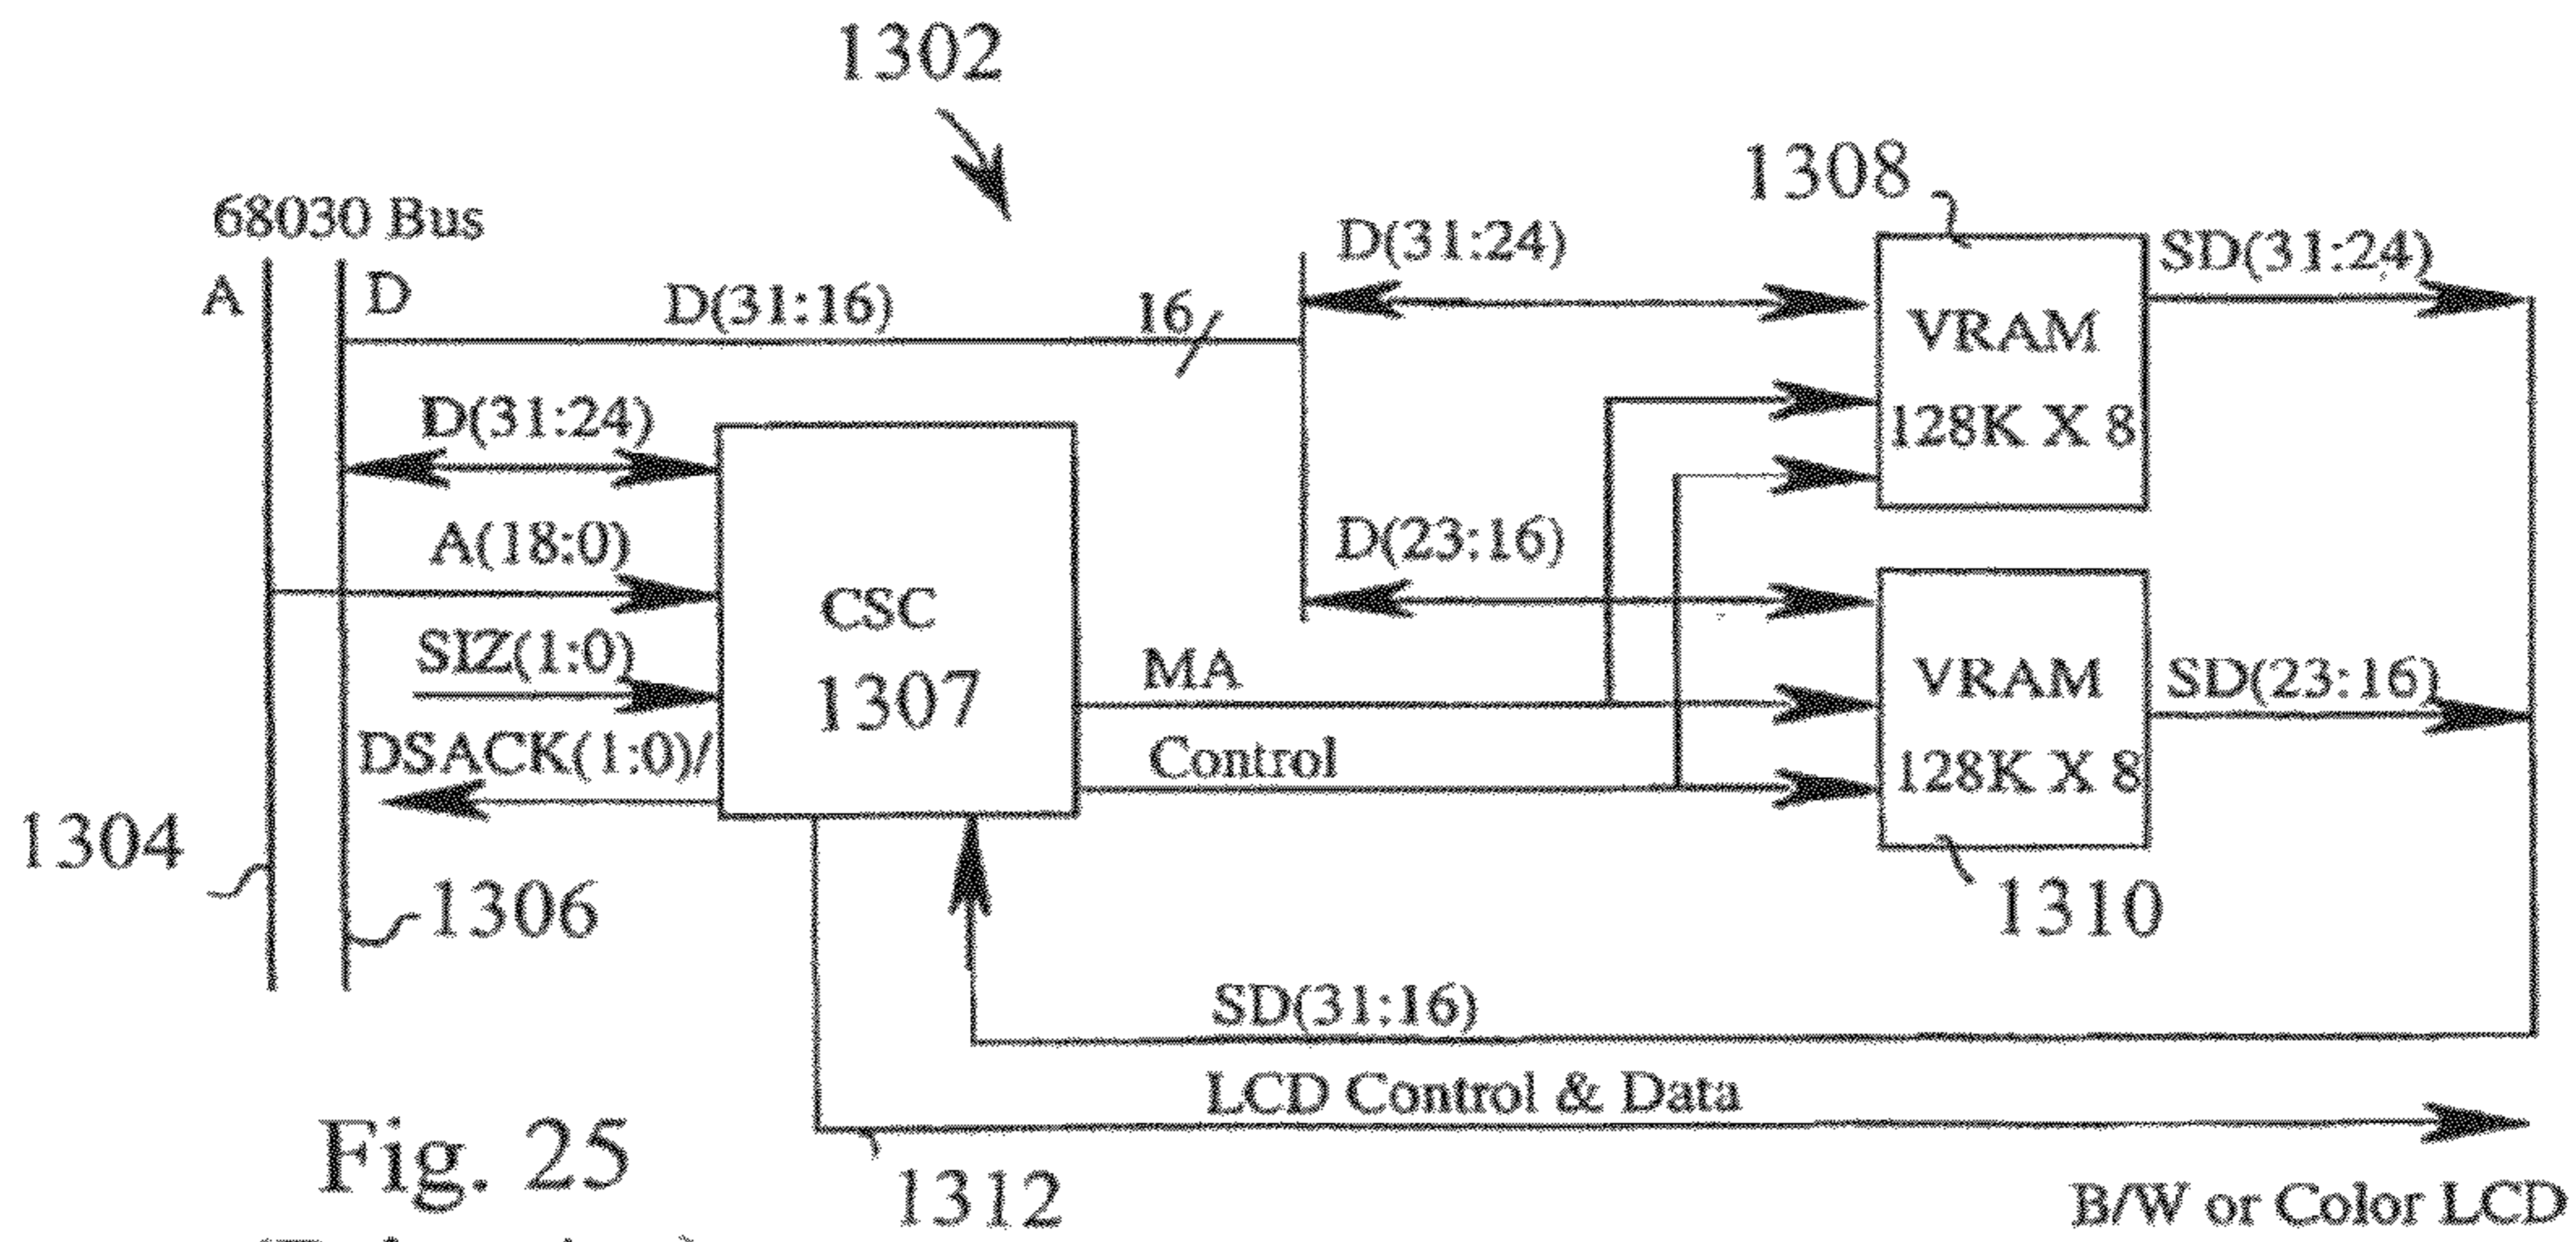 1302
1308
68030 Bus
A
D
D(31:16)
16
D(31:24)
SD(31:24)
VRAM
128K X 8
D(31:24)
A(18:0)
SIZ(1:0)
DSACK(1:0)/
CSC
1307
D(23:16)
MA
Control
VRAM
128K X 8
SD(23:16)
1304
1306
1310
SD(31:16)
LCD Control & Data
1312
B/W or Color LCD
Fig. 25